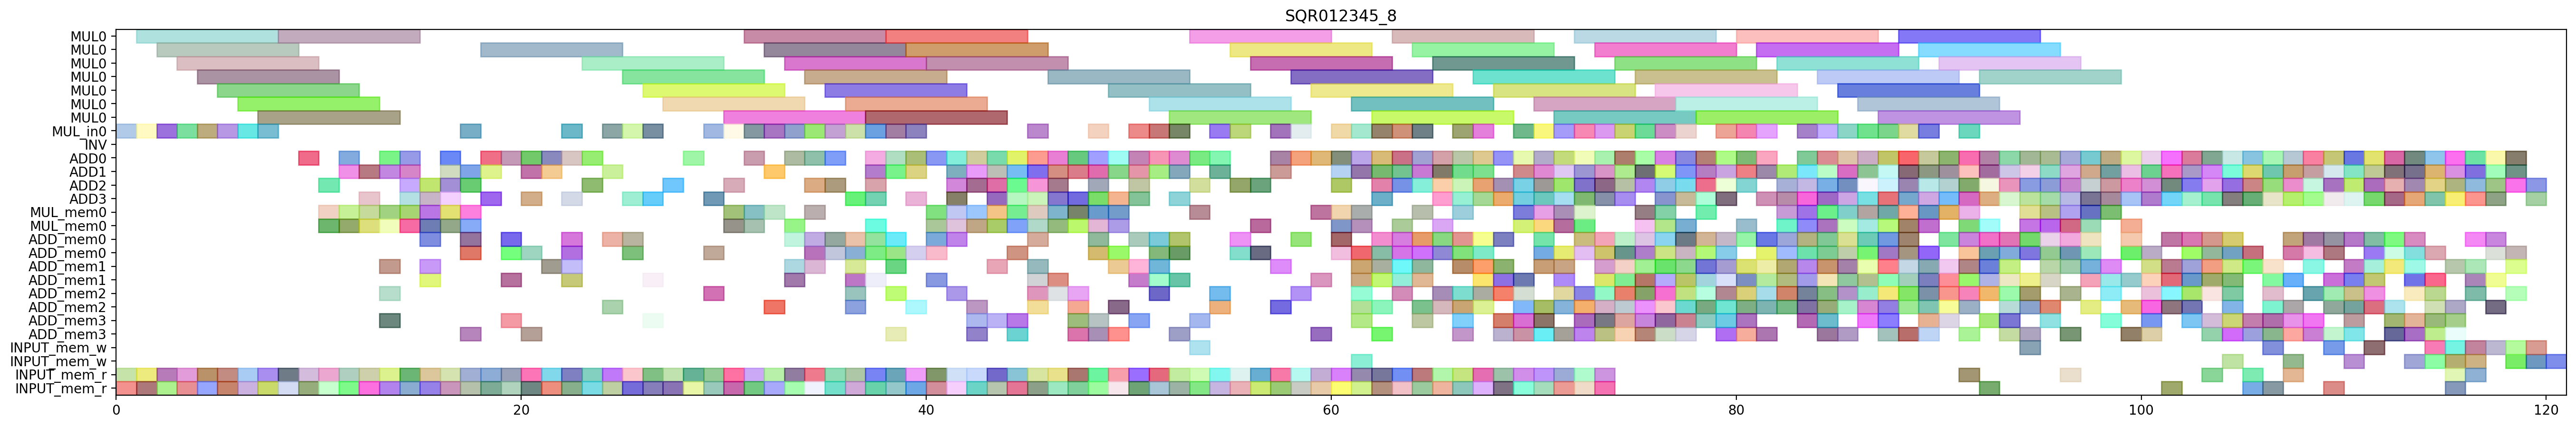 SQR012345_8
MUL0
MUL0
MUL0
MUL0
MUL0
MUL0
MUL0
MUL_in0
INV
ADD0
ADD1
ADD2
ADD3
MUL_mem0
MUL_mem0
ADD_mem0
ADD_mem0
ADD_mem1
ADD_mem1
ADD_mem2
ADD_mem2
ADD_mem3
ADD_mem3
INPUT_mem_w
INPUT_mem_w
INPUT_mem_r
INPUT_mem_r
0 20 40 60 80 100 120